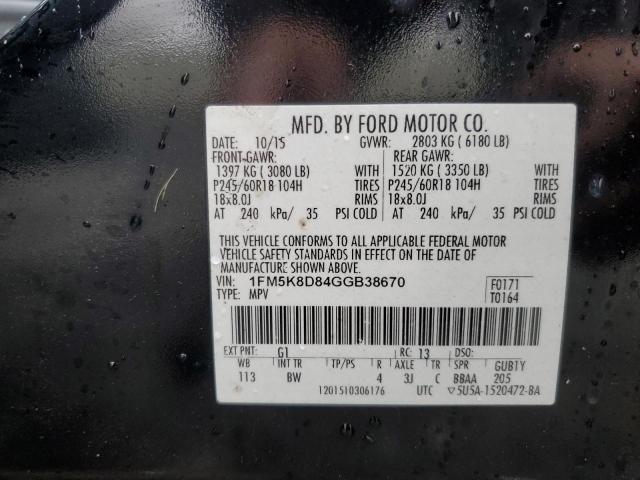 MFD. BY FORD MOTOR CO.
DATE: 10/15 GVWR: 2803 KG ( 6180 LB)
FRONT GAWR: REAR GAWR:
1397 KG ( 3080 LB) 1520 KG ( 3350 LB)
P245/60R18 104H TIRES P245/60R18 104H TIRES
18x8.0J RIMS 18x8.0J RIMS
AT 240 kPa/ 35 PSI COLD AT 240 kPa/ 35 PSI COLD
THIS VEHICLE CONFORMS TO ALL APPLICABLE FEDERAL MOTOR
VEHICLE SAFETY STANDARDS IN EFFECT ON THE DATE OF
MANUFACTURE SHOWN ABOVE.
VIN: 1FM5K8D84GGB38670 F0171
TYPE: MPV T0164
EXT PNT: G1 RC: 13 DSO:
WB INT TR TP/PS R AXLE TR SPR GUB1Y
113 BW 4 3J C BBAA 205
1201510306176 UTC ▽5U5A-1520472-BA